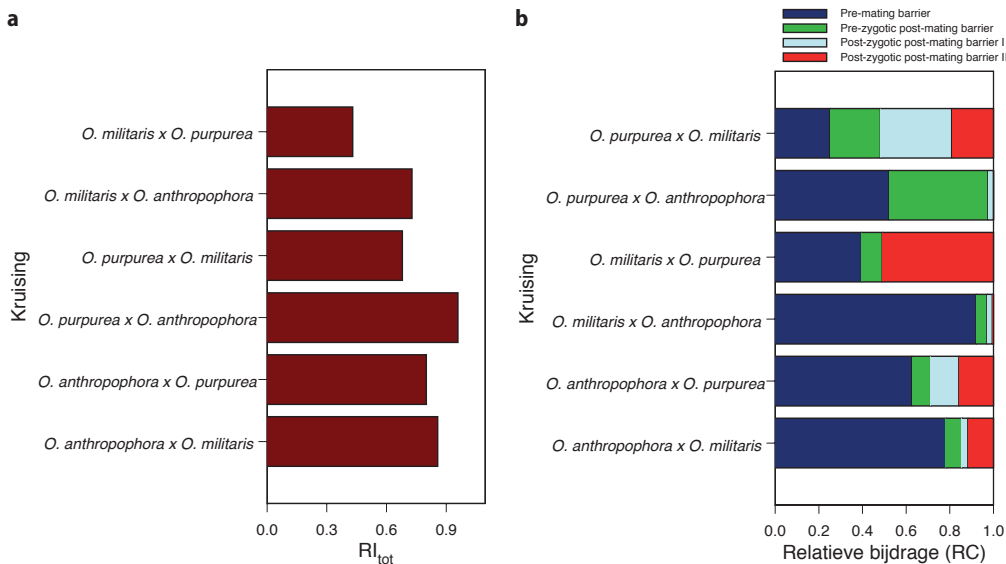 a
Kruising
O. militaris x O. purpurea
O. militaris x O. anthropophora
O. purpurea x O. militaris
O. purpurea x O. anthropophora
O. anthropophora x O. purpurea
O. anthropophora x O. militaris
0.0 0.3 0.6 0.9
RItot
b
Pre-mating barrier
Pre-zygotic post-mating barrier
Post-zygotic post-mating barrier I
Post-zygotic post-mating barrier II
Kruising
O. purpurea x O. militaris
O. purpurea x O. anthropophora
O. militaris x O. purpurea
O. militaris x O. anthropophora
O. anthropophora x O. purpurea
O. anthropophora x O. militaris
0.0 0.2 0.4 0.6 0.8 1.0
Relatieve bijdrage (RC)